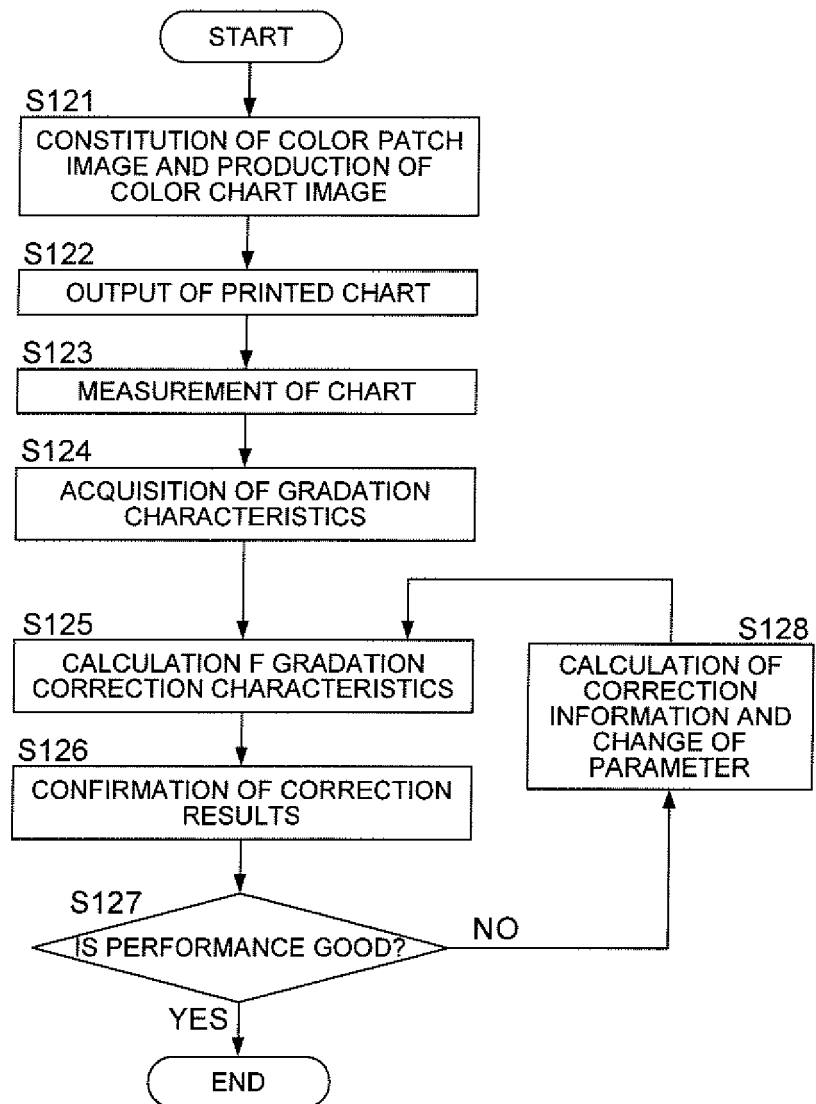 START
S121
CONSTITUTION OF COLOR PATCH
IMAGE AND PRODUCTION OF
COLOR CHART IMAGE
S122
OUTPUT OF PRINTED CHART
S123
MEASUREMENT OF CHART
S124
ACQUISITION OF GRADATION
CHARACTERISTICS
S125
CALCULATION F GRADATION
CORRECTION CHARACTERISTICS
S126
CONFIRMATION OF CORRECTION
RESULTS
S127
IS PERFORMANCE GOOD?
NO
S128
CALCULATION OF
CORRECTION
INFORMATION AND
CHANGE OF
PARAMETER
YES
END